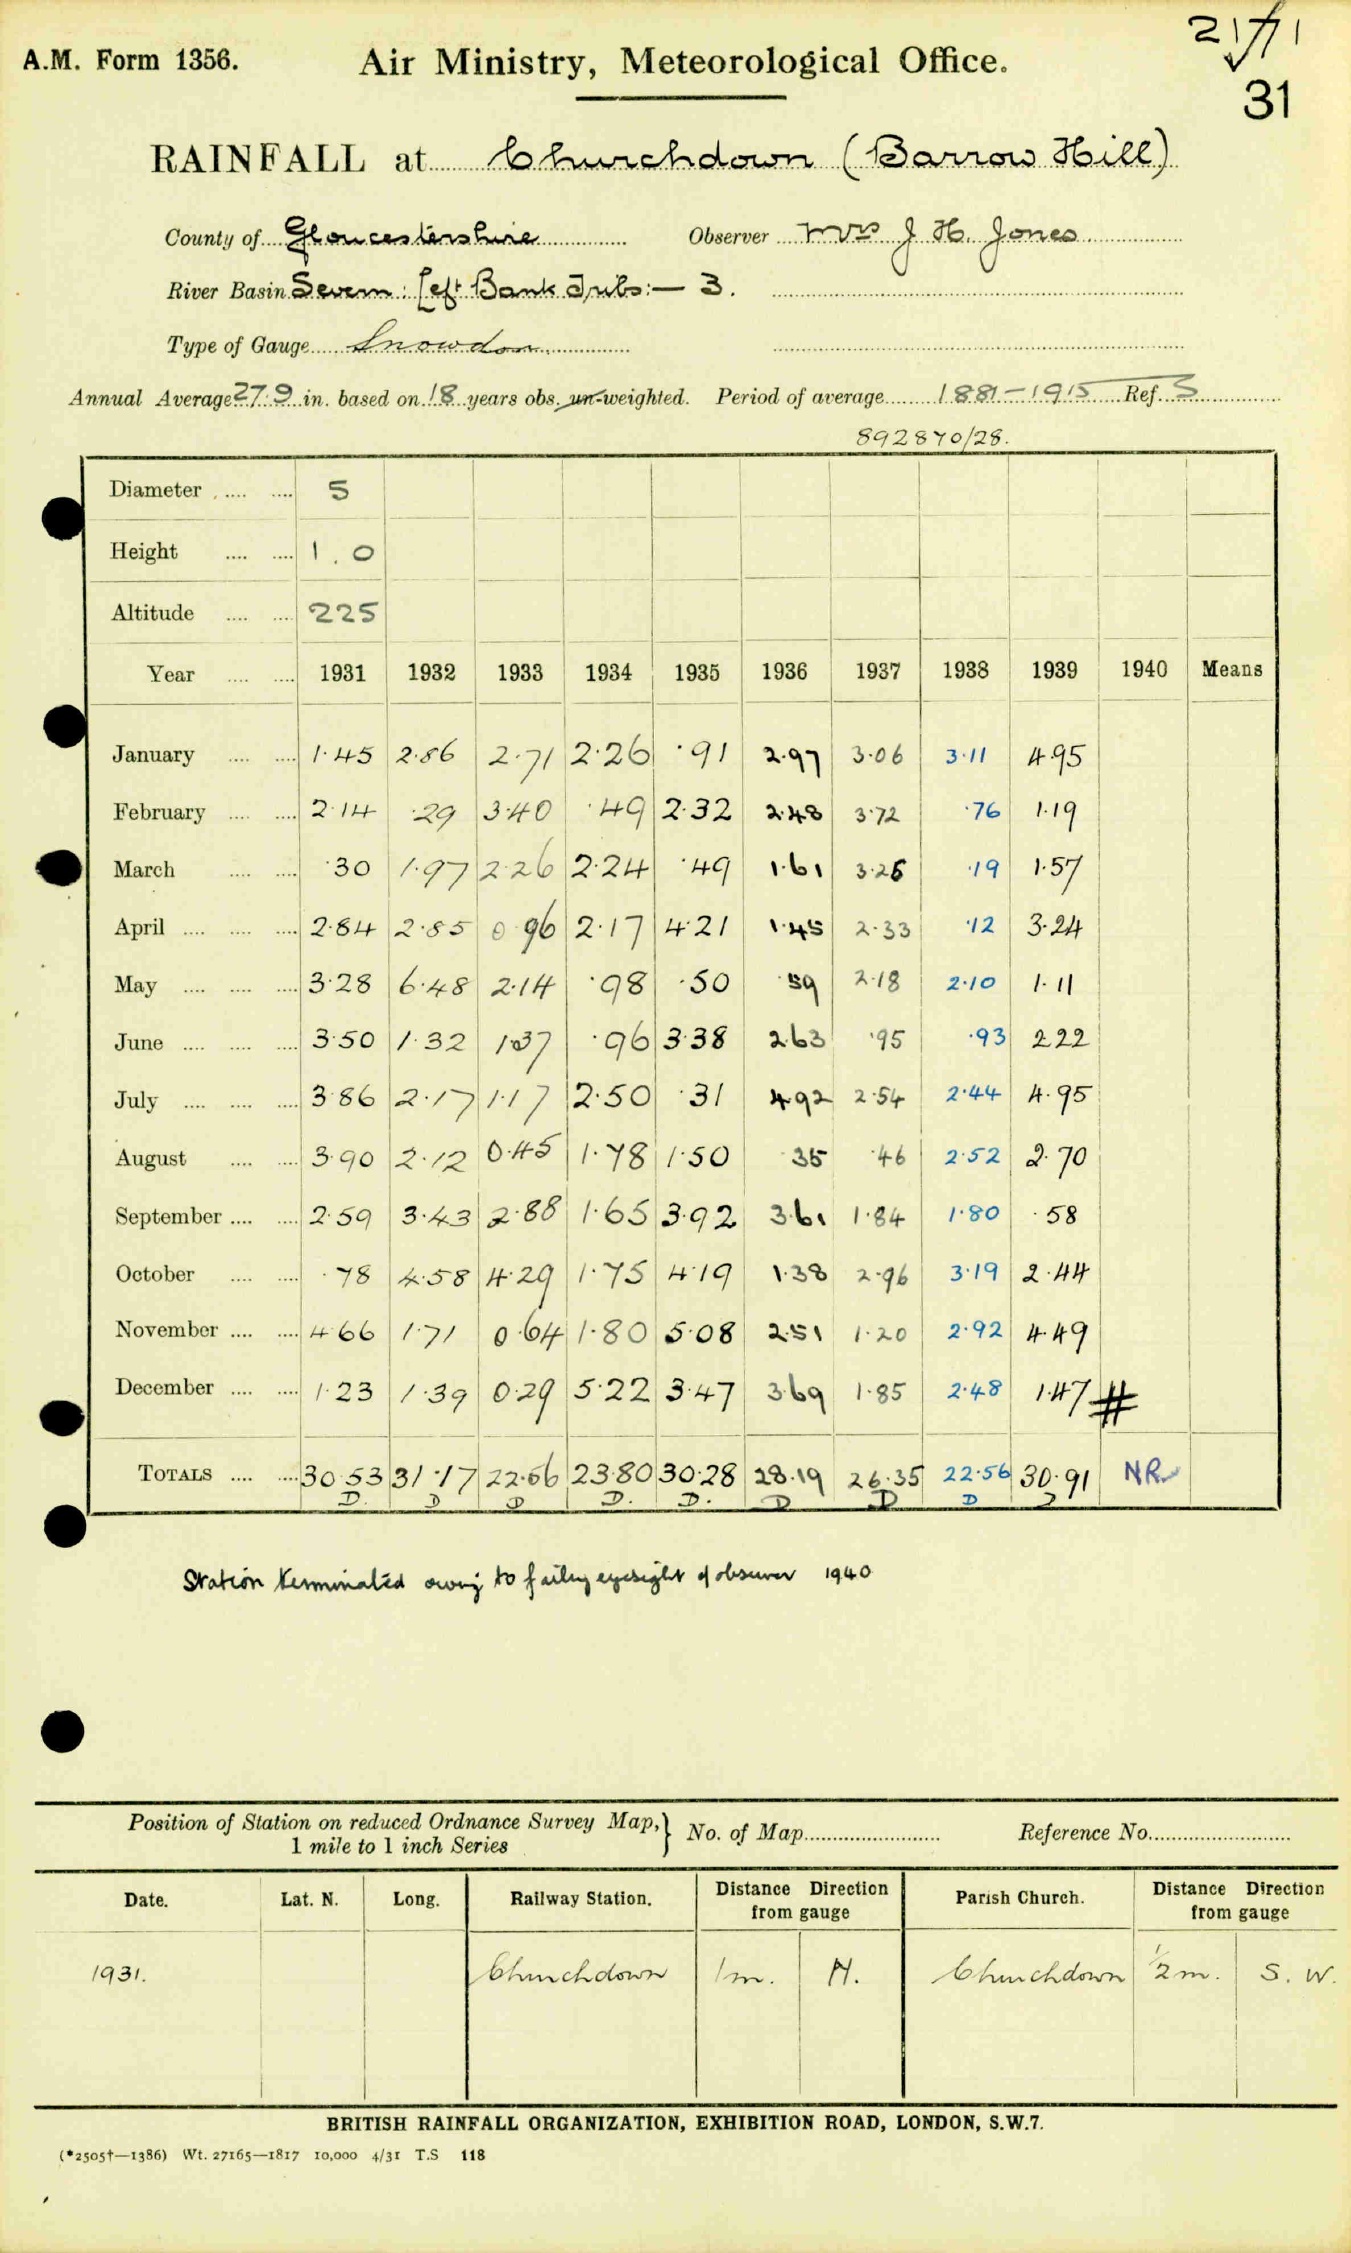 A.M. Form 1356.
Air Ministry, Meteorological Office.
31
RAINFALL at Churchdown (Barrow Hill)
County of Gloucestershire Observer Mrs J H. Jones
River Basin Severn: Left Bank Tribs:— 3.
Type of Gauge Snowdon
Annual Average 27.9 in. based on 18 years obs. un-weighted. Period of average 1881-1915 Ref. S
892870/28.
Diameter 5
Height 1.0
Altitude 225
Year 1931 1932 1933 1934 1935 1936 1937 1938 1939 1940 Means
January 1.45 2.86 2.71 2.26 .91 2.97 3.06 3.11 4.95
February 2.14 .29 3.40 .49 2.32 2.48 3.72 .76 1.19
March .30 1.97 2.26 2.24 .49 1.61 3.26 .19 1.57
April 2.84 2.85 0.96 2.17 4.21 1.45 2.33 .12 3.24
May 3.28 6.48 2.14 .98 .50 .59 2.18 2.10 1.11
June 3.50 1.32 1.37 .96 3.38 2.63 .95 .93 2.22
July 3.86 2.17 1.17 2.50 .31 4.92 2.54 2.44 4.95
August 3.90 2.12 0.45 1.78 1.50 .35 .46 2.52 2.70
September 2.59 3.43 2.88 1.65 3.92 3.61 1.84 1.80 .58
October .78 4.58 4.29 1.75 4.19 1.38 2.96 3.19 2.44
November 4.66 1.71 0.64 1.80 5.08 2.51 1.20 2.92 4.49
December 1.23 1.39 0.29 5.22 3.47 3.69 1.85 2.48 1.47 #
TOTALS 30.53 31.17 22.56 23.80 30.28 28.19 26.35 22.56 30.91 NR
D. D D D. D. D D D D
Station terminated owing to failing eyesight of observer 1940
Position of Station on reduced Ordnance Survey Map, 1 mile to 1 inch Series } No. of Map Reference No.
Date. Lat. N. Long. Railway Station. Distance Direction from gauge Parish Church. Distance Direction from gauge
1931. Churchdown 1m. N. Churchdown 1/2 m. S. W.
BRITISH RAINFALL ORGANIZATION, EXHIBITION ROAD, LONDON, S.W.7.
(*2505†—1386) Wt. 27165—1817 10,000 4/31 T.S 118